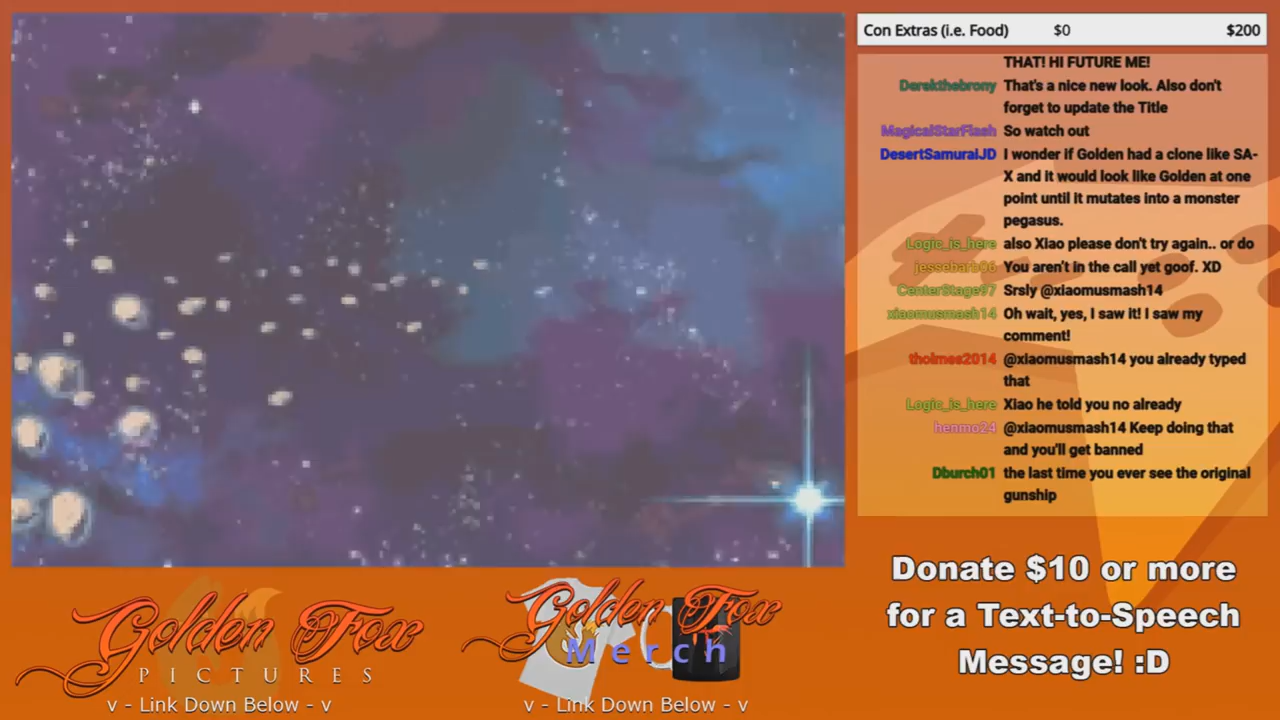 Con Extras (i.e. Food) $0 $200
THAT! HI FUTURE ME!
Derekthebrony That's a nice new look. Also don't
forget to update the Title
MagicalStarFlash So watch out
DesertSamuraiJD I wonder if Golden had a clone like SA-
X and it would look like Golden at one
point until it mutates into a monster
pegasus.
Logic_is_here also Xiao please don't try again.. or do
jessebarb06 You aren't in the call yet goof. XD
CenterStage97 Srsly @xiaomusmash14
xiaomusmash14 Oh wait, yes, I saw it! I saw my
comment!
tholmes2014 @xiaomusmash14 you already typed
that
Logic_is_here Xiao he told you no already
henmo24 @xiaomusmash14 Keep doing that
and you'll get banned
Dburch01 the last time you ever see the original
gunship
Donate $10 or more
for a Text-to-Speech
Message! :D
Golden Fox
PICTURES
v - Link Down Below - v
Golden Fox
Merch
v - Link Down Below - v